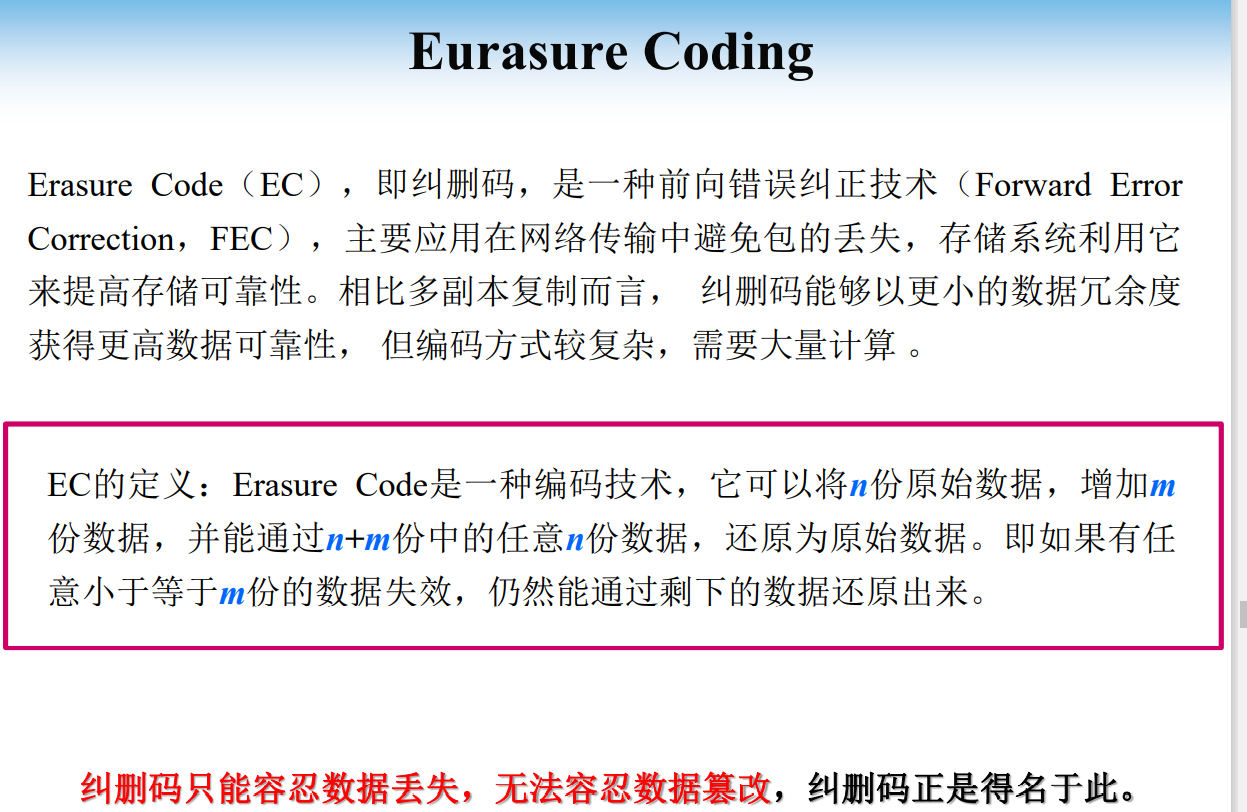 Eurasure Coding
Erasure Code（EC），即纠删码，是一种前向错误纠正技术（Forward Error
Correction，FEC），主要应用在网络传输中避免包的丢失，存储系统利用它
来提高存储可靠性。相比多副本复制而言， 纠删码能够以更小的数据冗余度
获得更高数据可靠性， 但编码方式较复杂，需要大量计算 。
EC的定义：Erasure Code是一种编码技术，它可以将n份原始数据，增加m
份数据，并能通过n+m份中的任意n份数据，还原为原始数据。即如果有任
意小于等于m份的数据失效，仍然能通过剩下的数据还原出来。
纠删码只能容忍数据丢失，无法容忍数据篡改，纠删码正是得名于此。